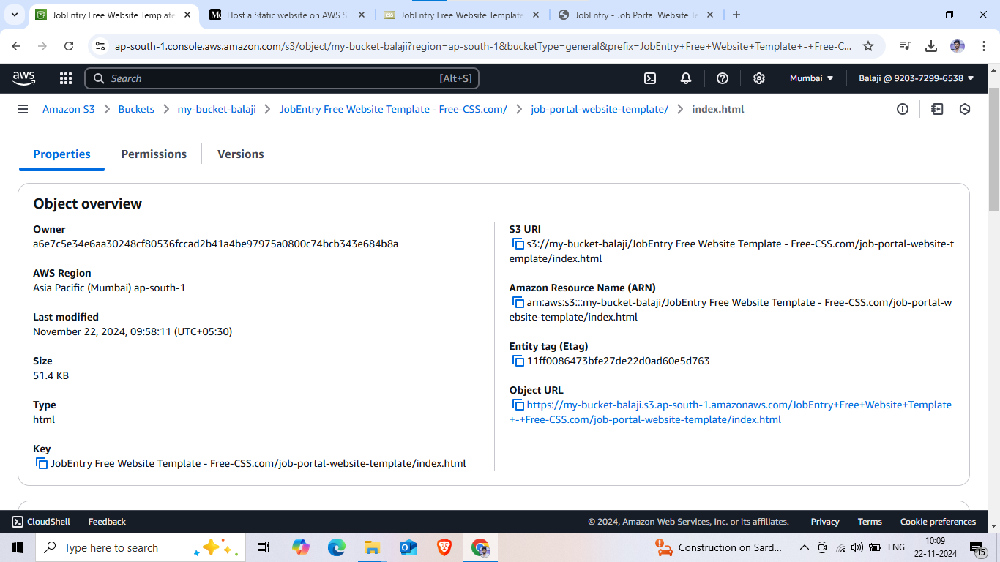 JobEntry Free Website Template
Host a Static website on AWS S
JobEntry Free Website Template
JobEntry - Job Portal Website Te
ap-south-1.console.aws.amazon.com/s3/object/my-bucket-balaji?region=ap-south-1&bucketType=general&prefix=JobEntry+Free+Website+Template+-+Free-C...
aws
Search
[Alt+S]
Mumbai
Balaji @ 9203-7299-6538
Amazon S3
Buckets
my-bucket-balaji
JobEntry Free Website Template - Free-CSS.com/
job-portal-website-template/
index.html
Properties
Permissions
Versions
Object overview
Owner
a6e7c5e34e6aa30248cf80536fccad2b41a4be97975a0800c74bcb343e684b8a
AWS Region
Asia Pacific (Mumbai) ap-south-1
Last modified
November 22, 2024, 09:58:11 (UTC+05:30)
Size
51.4 KB
Type
html
Key
JobEntry Free Website Template - Free-CSS.com/job-portal-website-template/index.html
S3 URI
s3://my-bucket-balaji/JobEntry Free Website Template - Free-CSS.com/job-portal-website-t
emplate/index.html
Amazon Resource Name (ARN)
arn:aws:s3:::my-bucket-balaji/JobEntry Free Website Template - Free-CSS.com/job-portal-w
ebsite-template/index.html
Entity tag (Etag)
11ff0086473bfe27de22d0ad60e5d763
Object URL
https://my-bucket-balaji.s3.ap-south-1.amazonaws.com/JobEntry+Free+Website+Template
+-+Free-CSS.com/job-portal-website-template/index.html
CloudShell
Feedback
© 2024, Amazon Web Services, Inc. or its affiliates.
Privacy
Terms
Cookie preferences
Type here to search
Construction on Sard...
ENG
10:09
22-11-2024
15